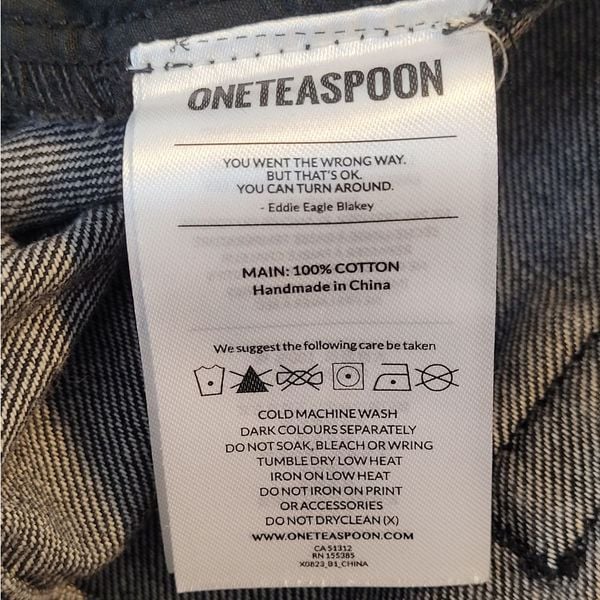 ONETEASPOON
YOU WENT THE WRONG WAY.
BUT THAT'S OK.
YOU CAN TURN AROUND.
- Eddie Eagle Blakey
MAIN: 100% COTTON
Handmade in China
We suggest the following care be taken
COLD MACHINE WASH
DARK COLOURS SEPARATELY
DO NOT SOAK, BLEACH OR WRING
TUMBLE DRY LOW HEAT
IRON ON LOW HEAT
DO NOT IRON ON PRINT
OR ACCESSORIES
DO NOT DRYCLEAN (X)
WWW.ONETEASPOON.COM
CA 51312
RN 155385
X0823_B1_CHINA